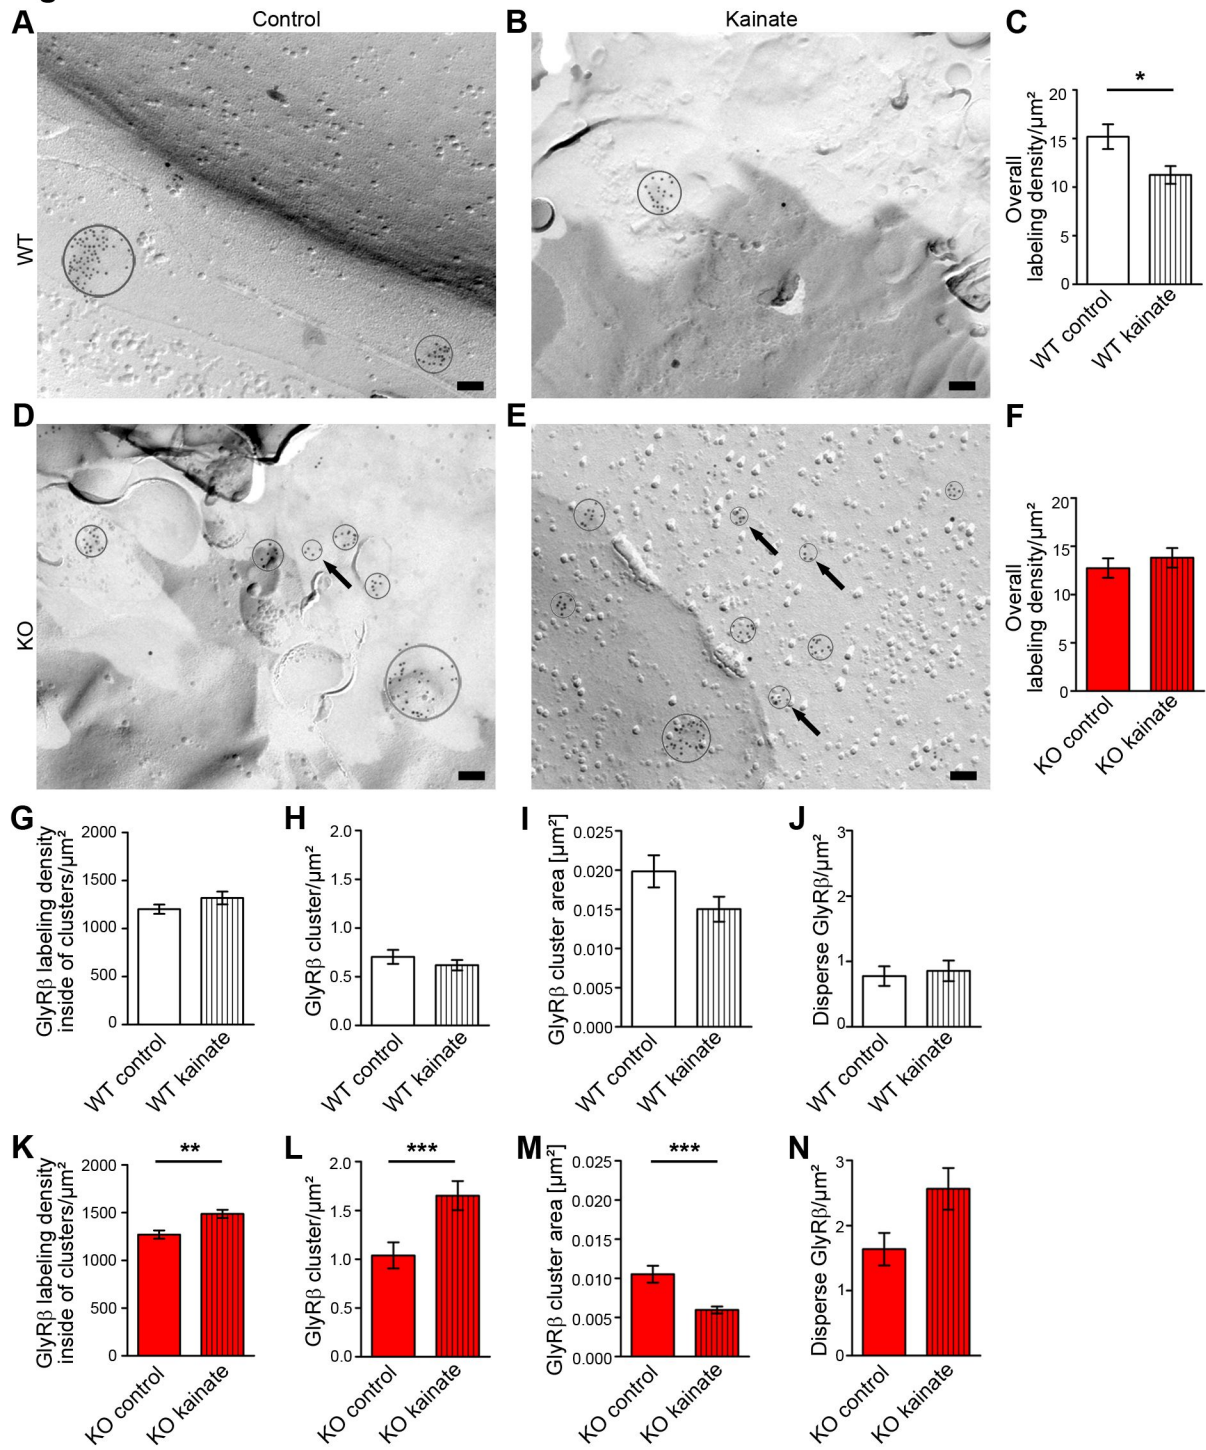 Control
Kainate
A
B
C
WT
*
Overall
labeling density/µm²
20
15
10
5
0
WT control
WT kainate
D
E
F
KO
Overall
labeling density/µm²
20
15
10
5
0
KO control
KO kainate
G
GlyRβ labeling density
inside of clusters/µm²
2000
1500
1000
500
0
WT control
WT kainate
H
GlyRβ cluster/µm²
2.0
1.5
1.0
0.5
0.0
WT control
WT kainate
I
GlyRβ cluster area [µm²]
0.025
0.020
0.015
0.010
0.005
0.000
WT control
WT kainate
J
Disperse GlyRβ/µm²
3
2
1
0
WT control
WT kainate
K
**
GlyRβ labeling density
inside of clusters/µm²
2000
1500
1000
500
0
KO control
KO kainate
L
***
GlyRβ cluster/µm²
2.0
1.5
1.0
0.5
0.0
KO control
KO kainate
M
***
GlyRβ cluster area [µm²]
0.025
0.020
0.015
0.010
0.005
0.000
KO control
KO kainate
N
Disperse GlyRβ/µm²
3
2
1
0
KO control
KO kainate